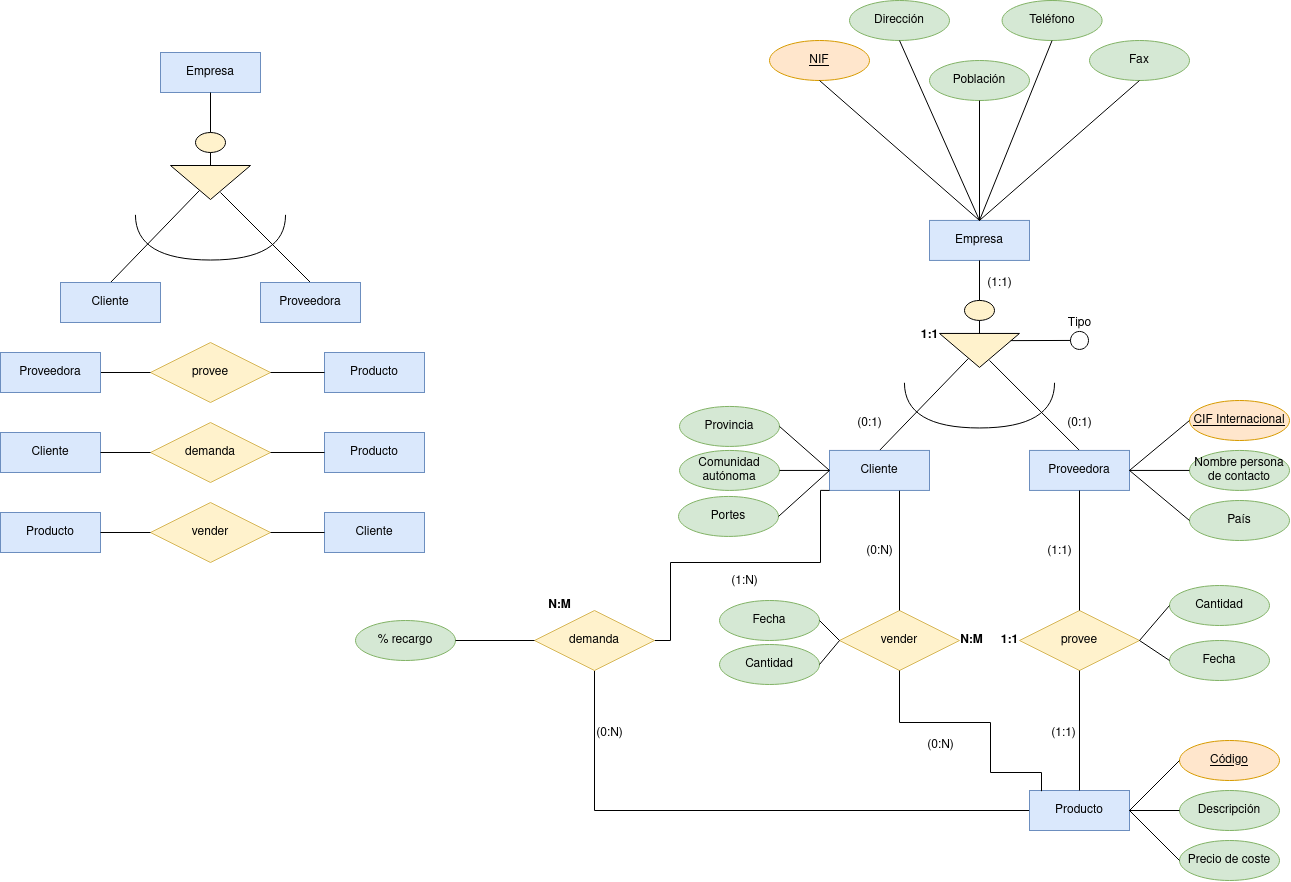 Empresa
Cliente
Proveedora
Proveedora
provee
Producto
Cliente
demanda
Producto
Producto
vender
Cliente
Dirección
Teléfono
NIF
Fax
Población
Empresa
(1:1)
1:1
Tipo
(0:1)
(0:1)
Provincia
Comunidad
autónoma
Portes
Cliente
Proveedora
CIF Internacional
Nombre persona
de contacto
País
(0:N)
(1:1)
(1:N)
N:M
% recargo
demanda
Fecha
Cantidad
vender
N:M
1:1
provee
Cantidad
Fecha
(0:N)
(0:N)
(1:1)
Producto
Código
Descripción
Precio de coste